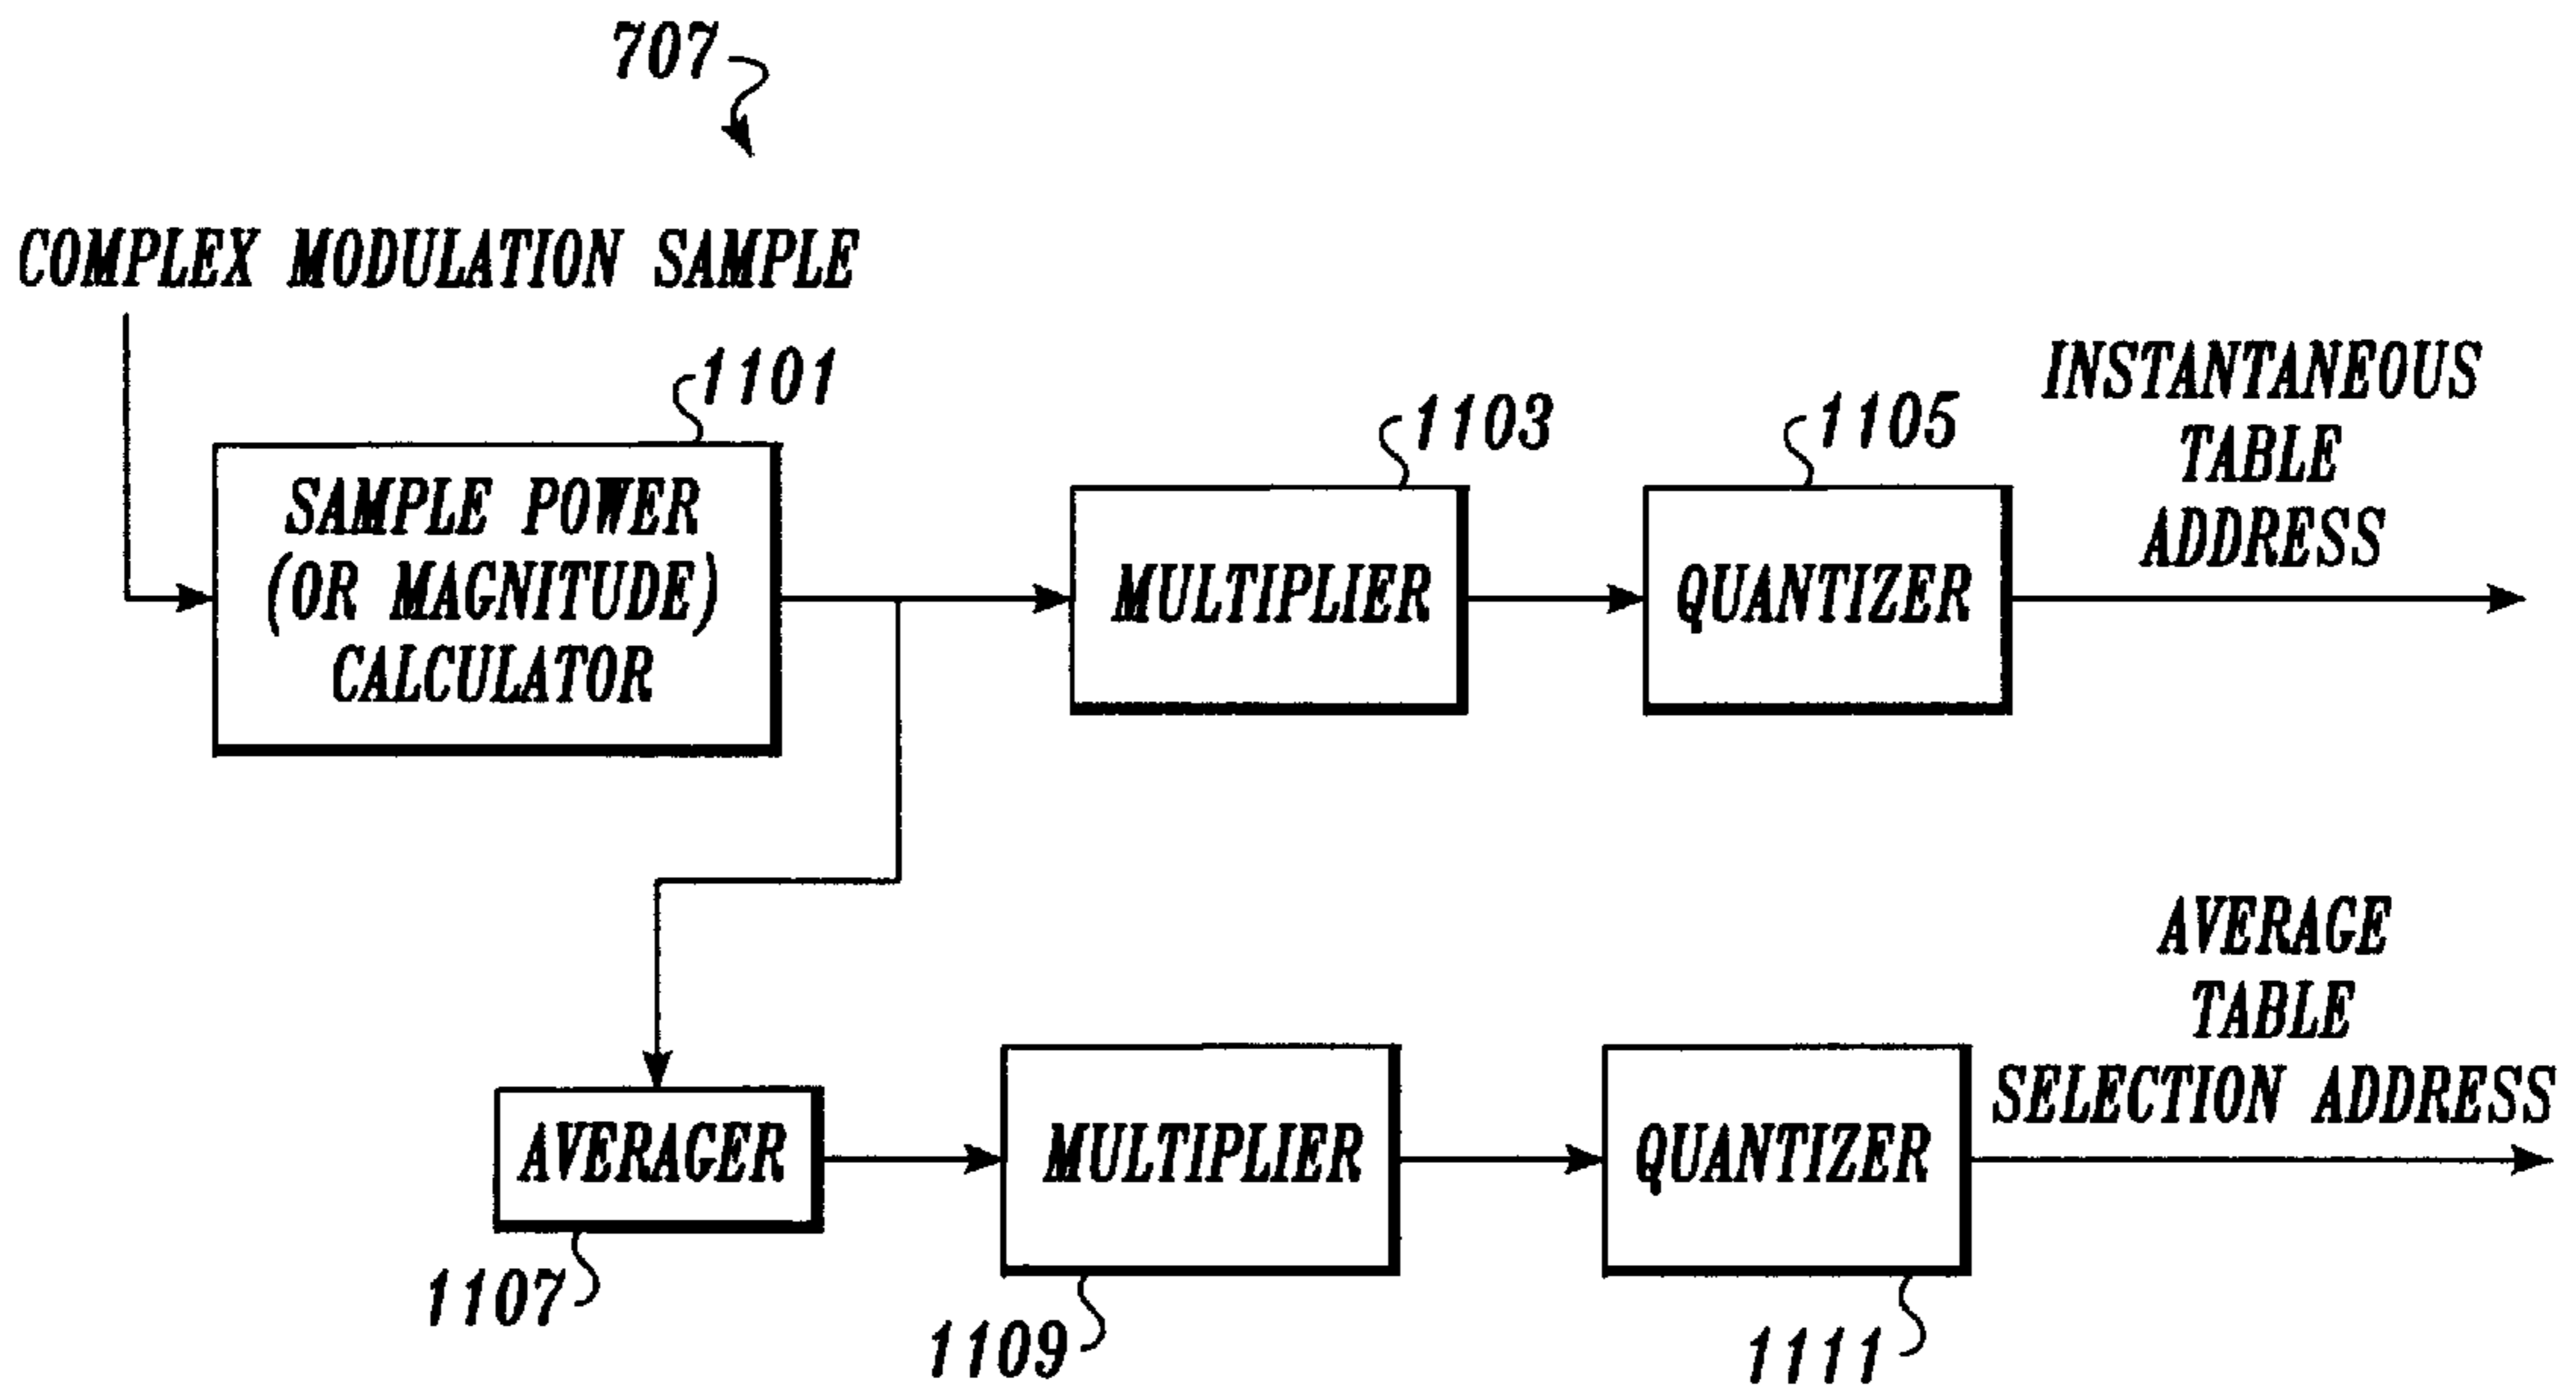 707
COMPLEX MODULATION SAMPLE
1101
SAMPLE POWER
(OR MAGNITUDE)
CALCULATOR
1103
MULTIPLIER
1105
QUANTIZER
INSTANTANEOUS
TABLE
ADDRESS
AVERAGER
1107
MULTIPLIER
1109
QUANTIZER
1111
AVERAGE
TABLE
SELECTION ADDRESS